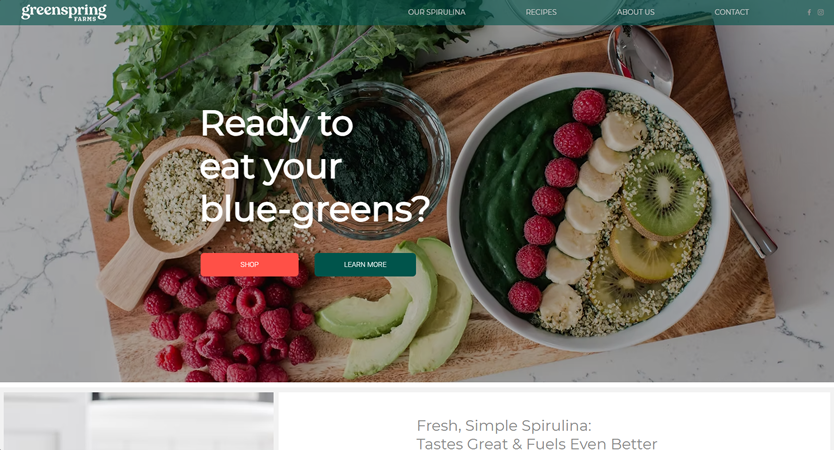 greenspring
FARMS
OUR SPIRULINA
RECIPES
ABOUT US
CONTACT
Ready to
eat your
blue-greens?
SHOP
LEARN MORE
Fresh, Simple Spirulina:
Tastes Great & Fuels Even Better